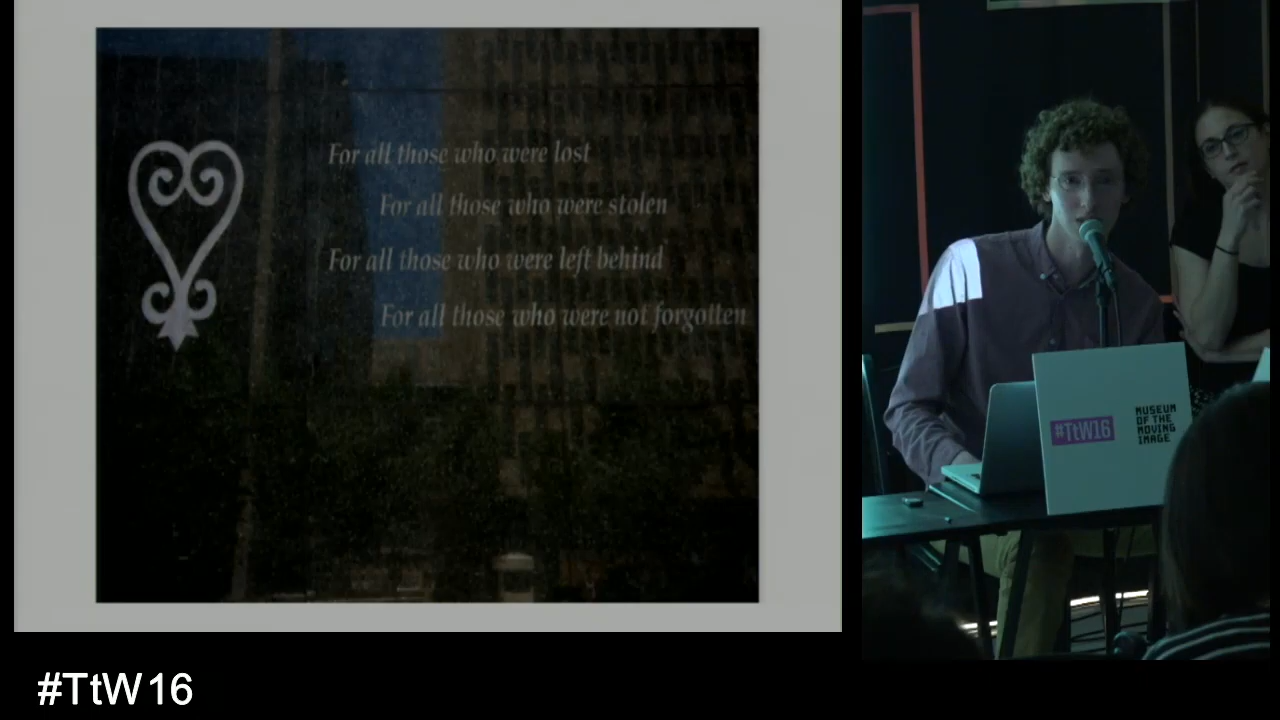 For all those who were lost
For all those who were stolen
For all those who were left behind
For all those who were not forgotten
#TtW16
MUSEUM
OF THE
MOVING
IMAGE
#TtW16